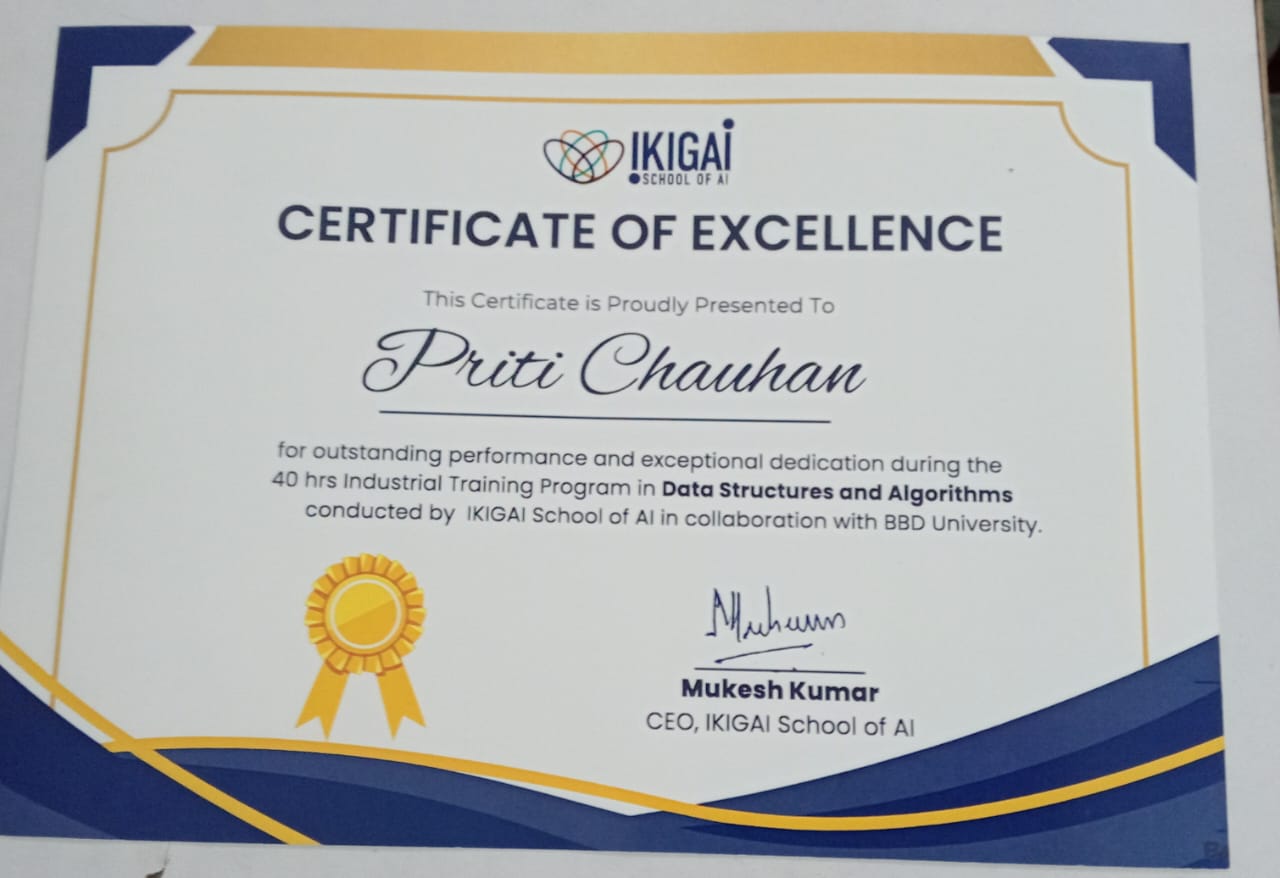 IKIGAI
SCHOOL OF AI
CERTIFICATE OF EXCELLENCE
This Certificate is Proudly Presented To
Priti Chauhan
for outstanding performance and exceptional dedication during the
40 hrs Industrial Training Program in Data Structures and Algorithms
conducted by IKIGAI School of AI in collaboration with BBD University.
Mukesh Kumar
CEO, IKIGAI School of AI